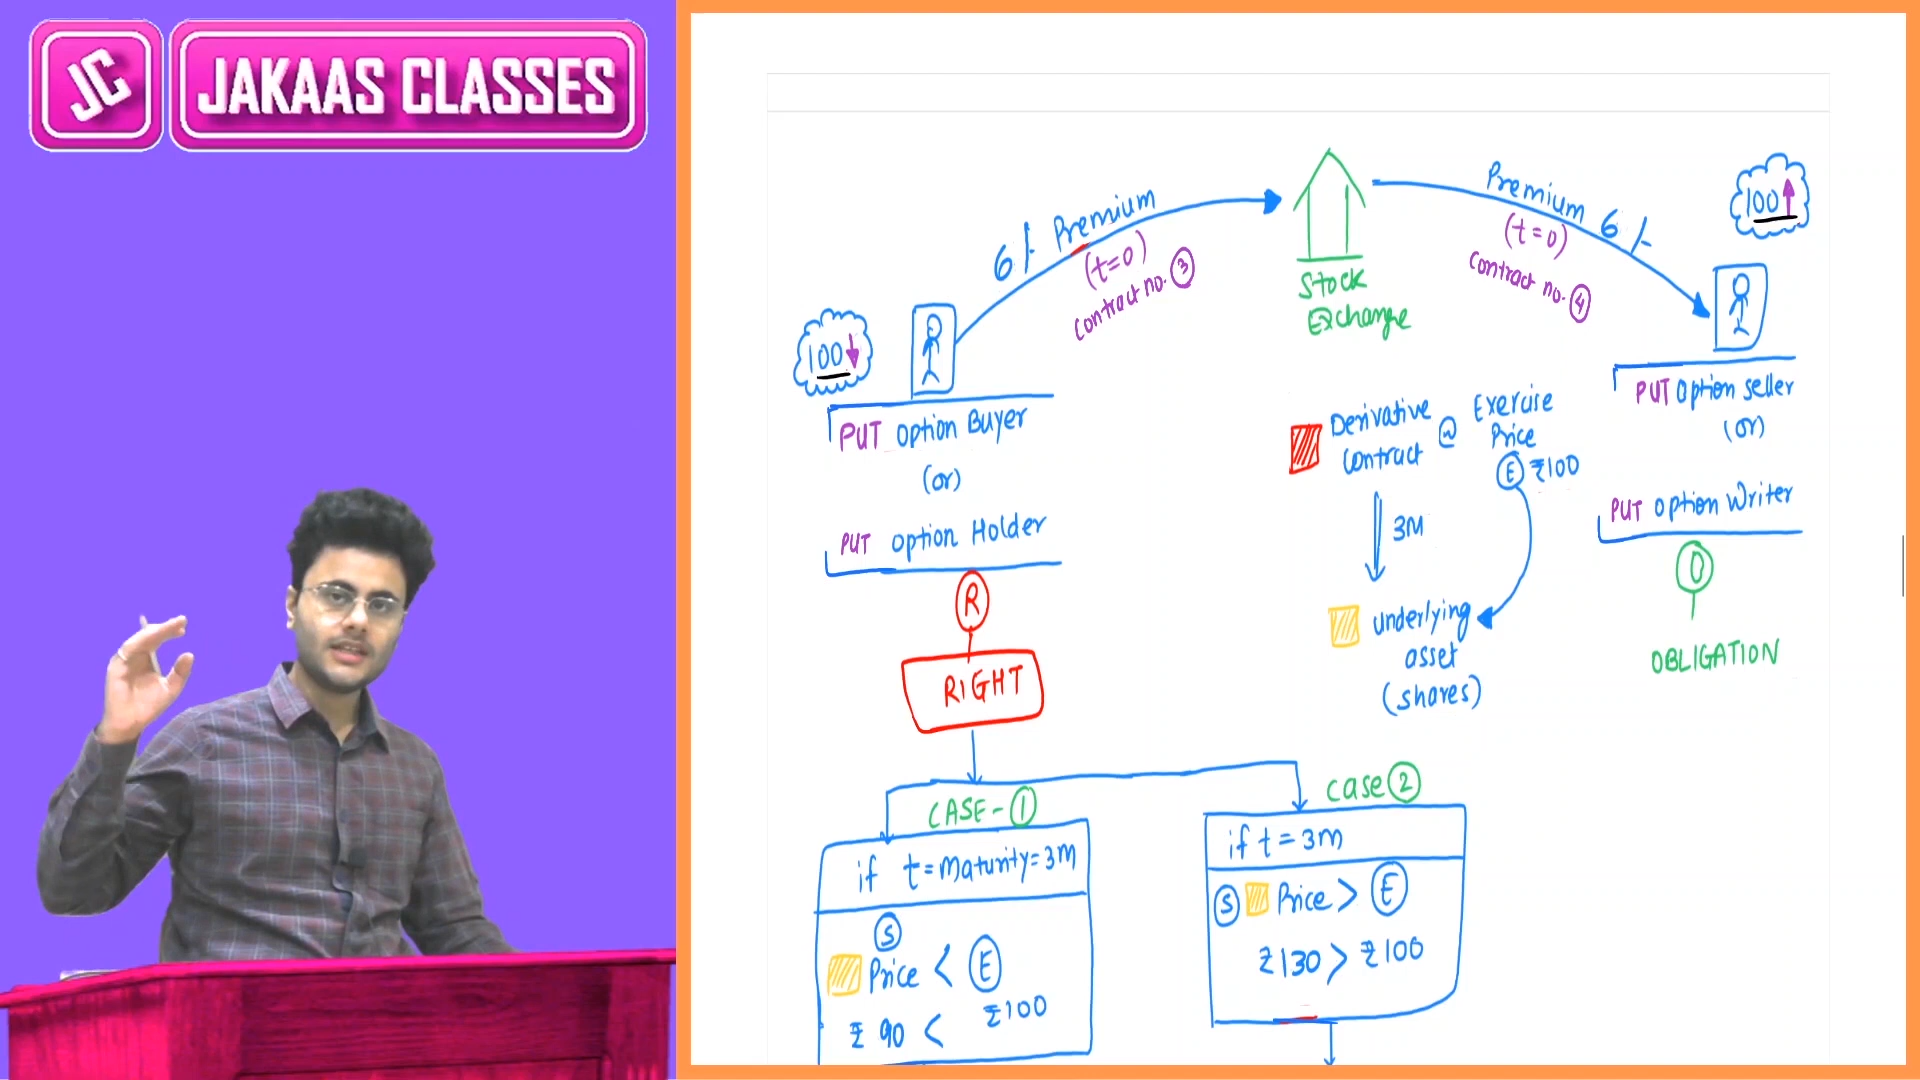 JC
JAKAAS CLASSES
6/- Premium
(t=0)
Contract no. 3
Stock
Exchange
Premium 6/-
(t=0)
Contract no. 4
100↑
100↓
PUT option Buyer
(or)
PUT option Holder
R
RIGHT
Derivative
Contract @ Exercise
Price
E ₹100
3M
underlying
asset
(shares)
PUT option seller
(or)
PUT option Writer
O
OBLIGATION
CASE-1
if t=Maturity=3M
S
Price < E
₹ 90 < ₹100
Case 2
if t=3M
S Price > E
₹130 > ₹100